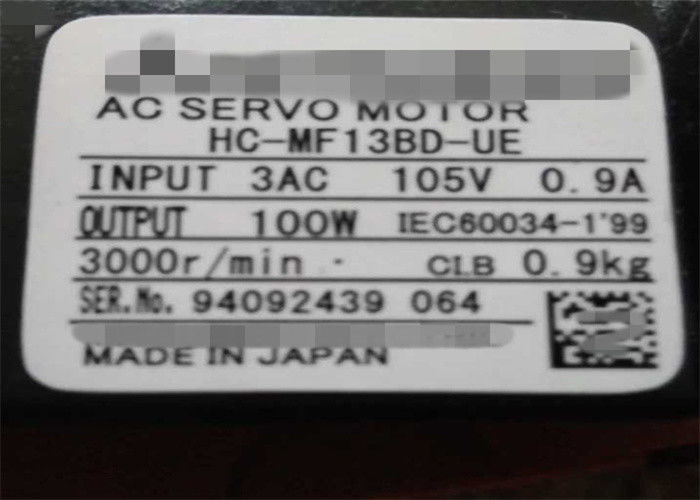 AC SERVO MOTOR
HC-MF13BD-UE
INPUT 3AC 105V 0.9A
OUTPUT 100W IEC60034-1'99
3000r/min · CLB 0.9kg
SER.No. 94092439 064
MADE IN JAPAN